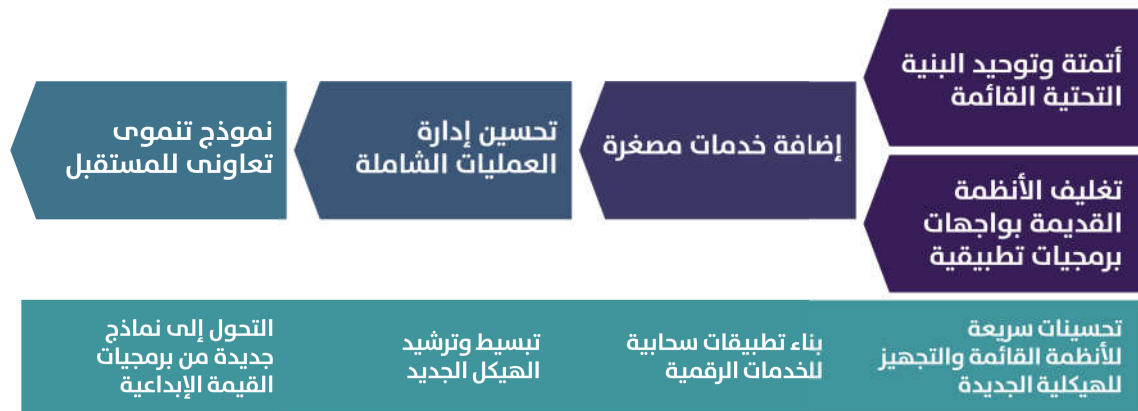 أتمتة وتوحيد البنية
التحتية القائمة
تغليف الأنظمة
القديمة بواجهات
برمجيات تطبيقية
إضافة خدمات مصغرة
تحسين إدارة
العمليات الشاملة
نموذج تنموى
تعاونى للمستقبل
تحسينات سريعة
للأنظمة القائمة والتجهيز
للهيكلية الجديدة
بناء تطبيقات سحابية
للخدمات الرقمية
تبسيط وترشيد
الهيكل الجديد
التحول إلى نماذج
جديدة من برمجيات
القيمة الإبداعية